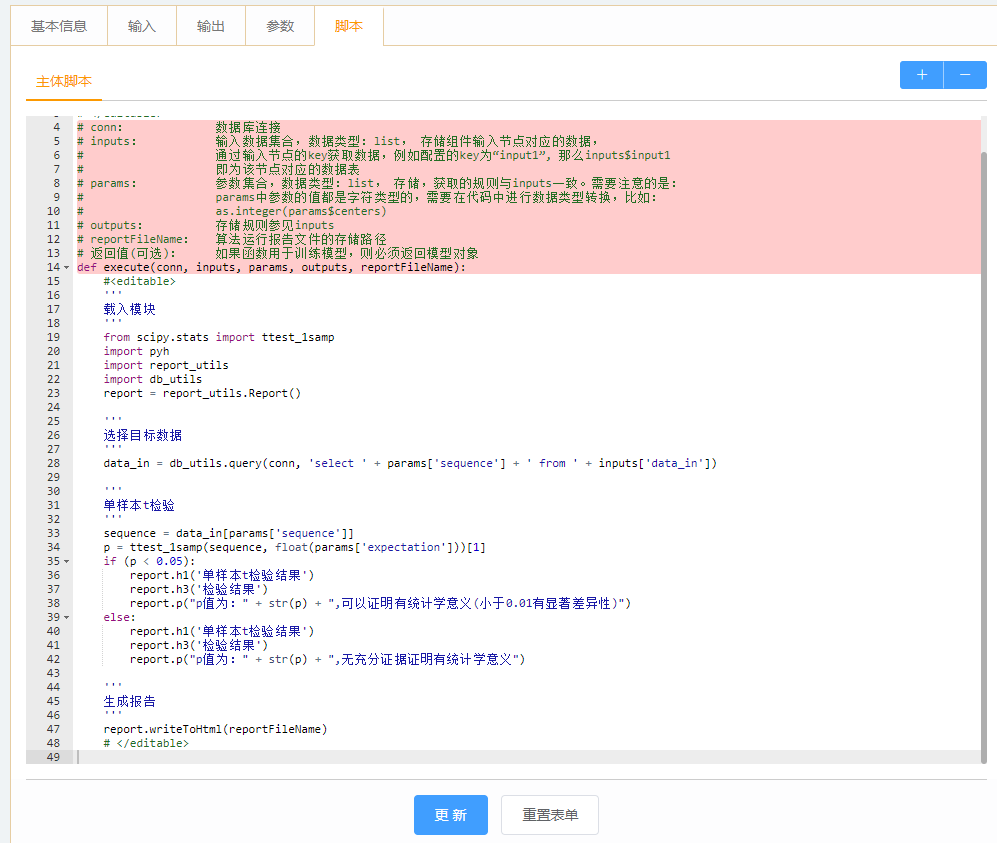 基本信息 输入 输出 参数 脚本
主体脚本 + −
4 # conn: 数据库连接
5 # inputs: 输入数据集合，数据类型：list， 存储组件输入节点对应的数据，
6 # 通过输入节点的key获取数据，例如配置的key为“input1”, 那么inputs$input1
7 # 即为该节点对应的数据表
8 # params: 参数集合，数据类型：list， 存储，获取的规则与inputs一致。需要注意的是：
9 # params中参数的值都是字符类型的，需要在代码中进行数据类型转换，比如：
10 # as.integer(params$centers)
11 # outputs: 存储规则参见inputs
12 # reportFileName: 算法运行报告文件的存储路径
13 # 返回值(可选)： 如果函数用于训练模型，则必须返回模型对象
14 def execute(conn, inputs, params, outputs, reportFileName):
15 #<editable>
16 '''
17 载入模块
18 '''
19 from scipy.stats import ttest_1samp
20 import pyh
21 import report_utils
22 import db_utils
23 report = report_utils.Report()
24
25 '''
26 选择目标数据
27 '''
28 data_in = db_utils.query(conn, 'select ' + params['sequence'] + ' from ' + inputs['data_in'])
29
30 '''
31 单样本t检验
32 '''
33 sequence = data_in[params['sequence']]
34 p = ttest_1samp(sequence, float(params['expectation']))[1]
35 if (p < 0.05):
36 report.h1('单样本t检验结果')
37 report.h3('检验结果')
38 report.p("p值为：" + str(p) + ",可以证明有统计学意义(小于0.01有显著差异性)")
39 else:
40 report.h1('单样本t检验结果')
41 report.h3('检验结果')
42 report.p("p值为：" + str(p) + ",无充分证据证明有统计学意义")
43
44 '''
45 生成报告
46 '''
47 report.writeToHtml(reportFileName)
48 # </editable>
49
更新 重置表单